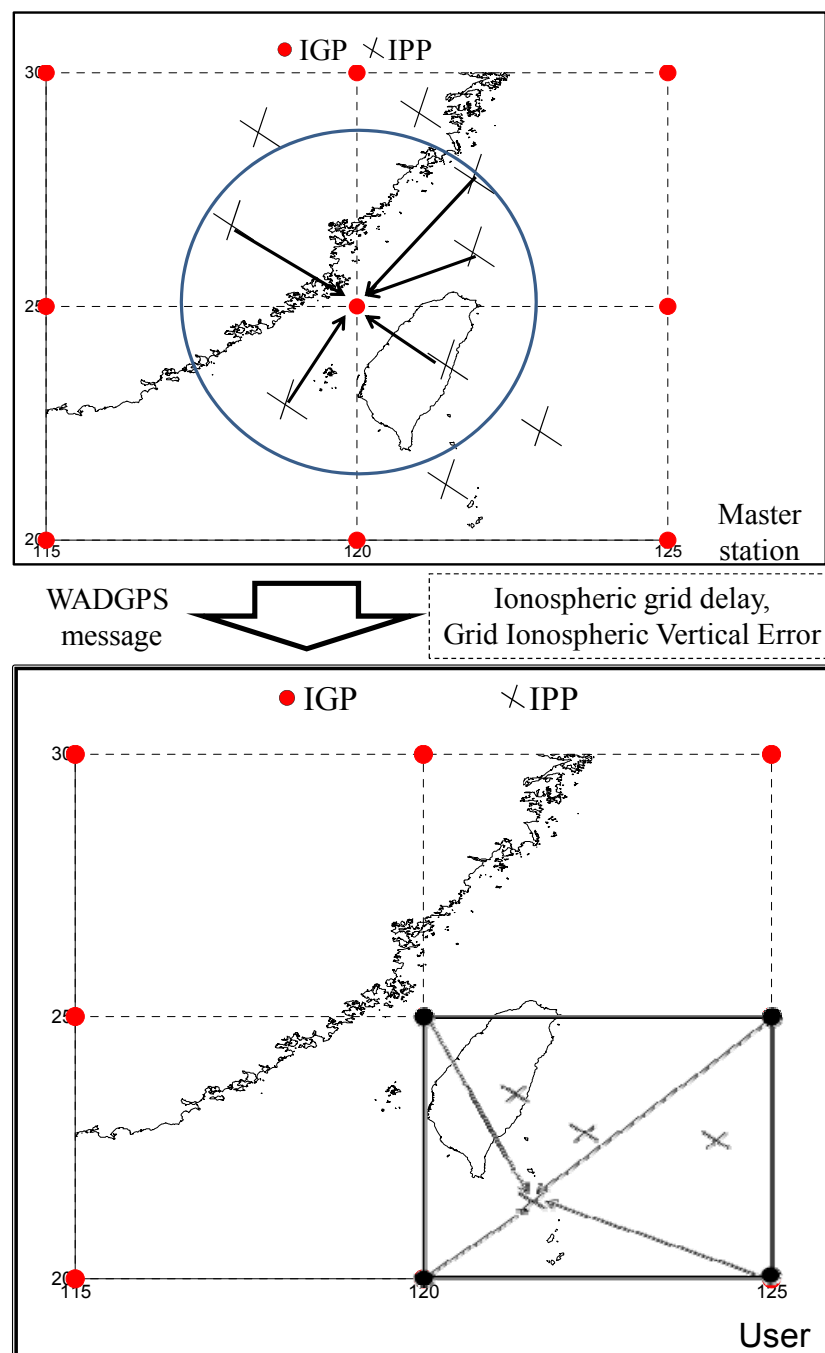 IGP IPP
30
25
20
115 120 125
Master
station
WADGPS
message
Ionospheric grid delay,
Grid Ionospheric Vertical Error
IGP IPP
30
25
20
115 120 125
User